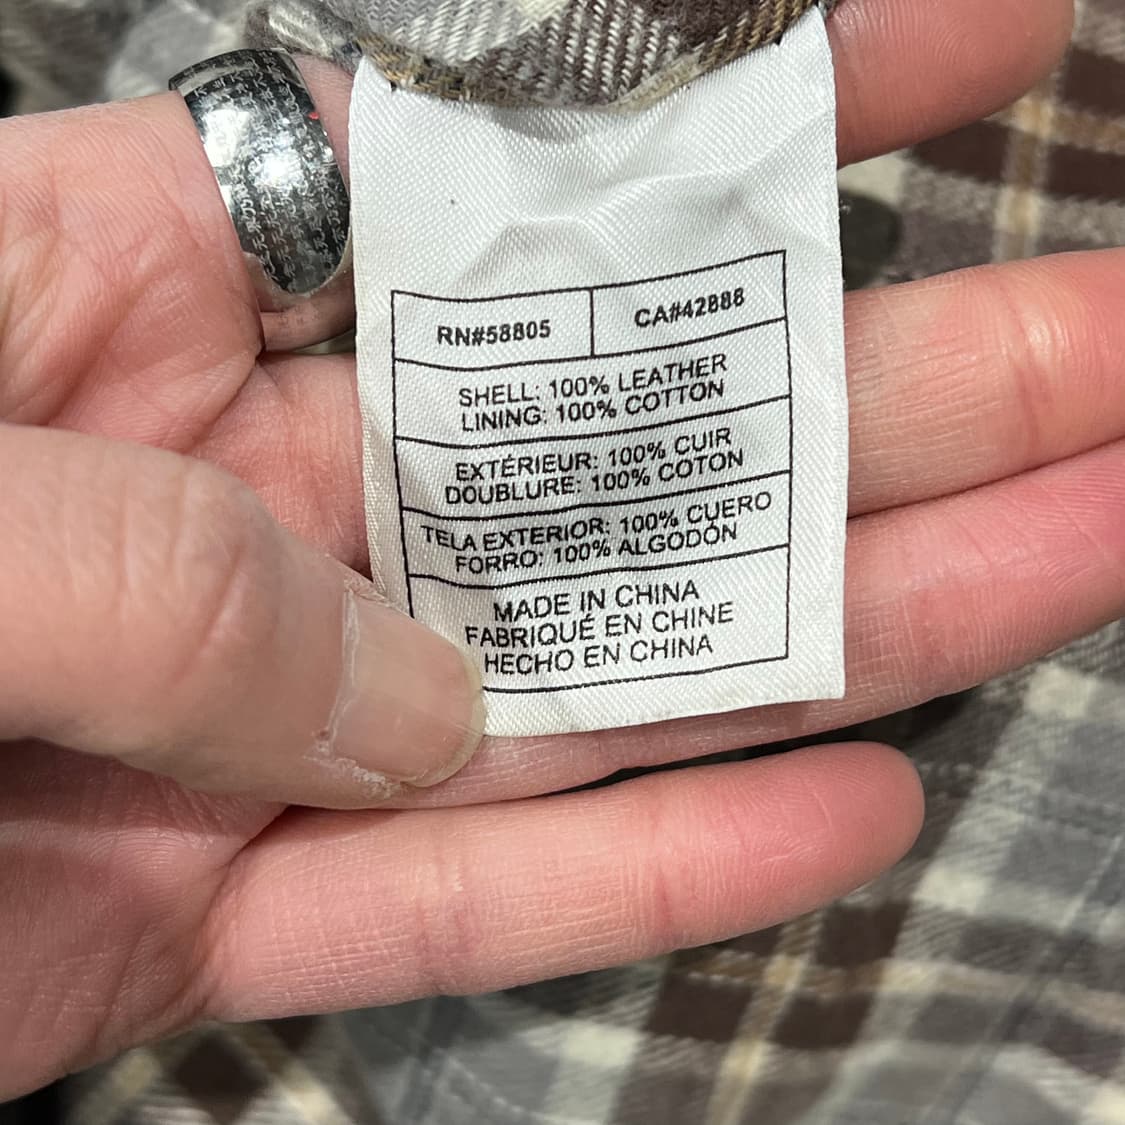 RN#58805
CA#42888
SHELL: 100% LEATHER
LINING: 100% COTTON
EXTÉRIEUR: 100% CUIR
DOUBLURE: 100% COTON
TELA EXTERIOR: 100% CUERO
FORRO: 100% ALGODÓN
MADE IN CHINA
FABRIQUÉ EN CHINE
HECHO EN CHINA